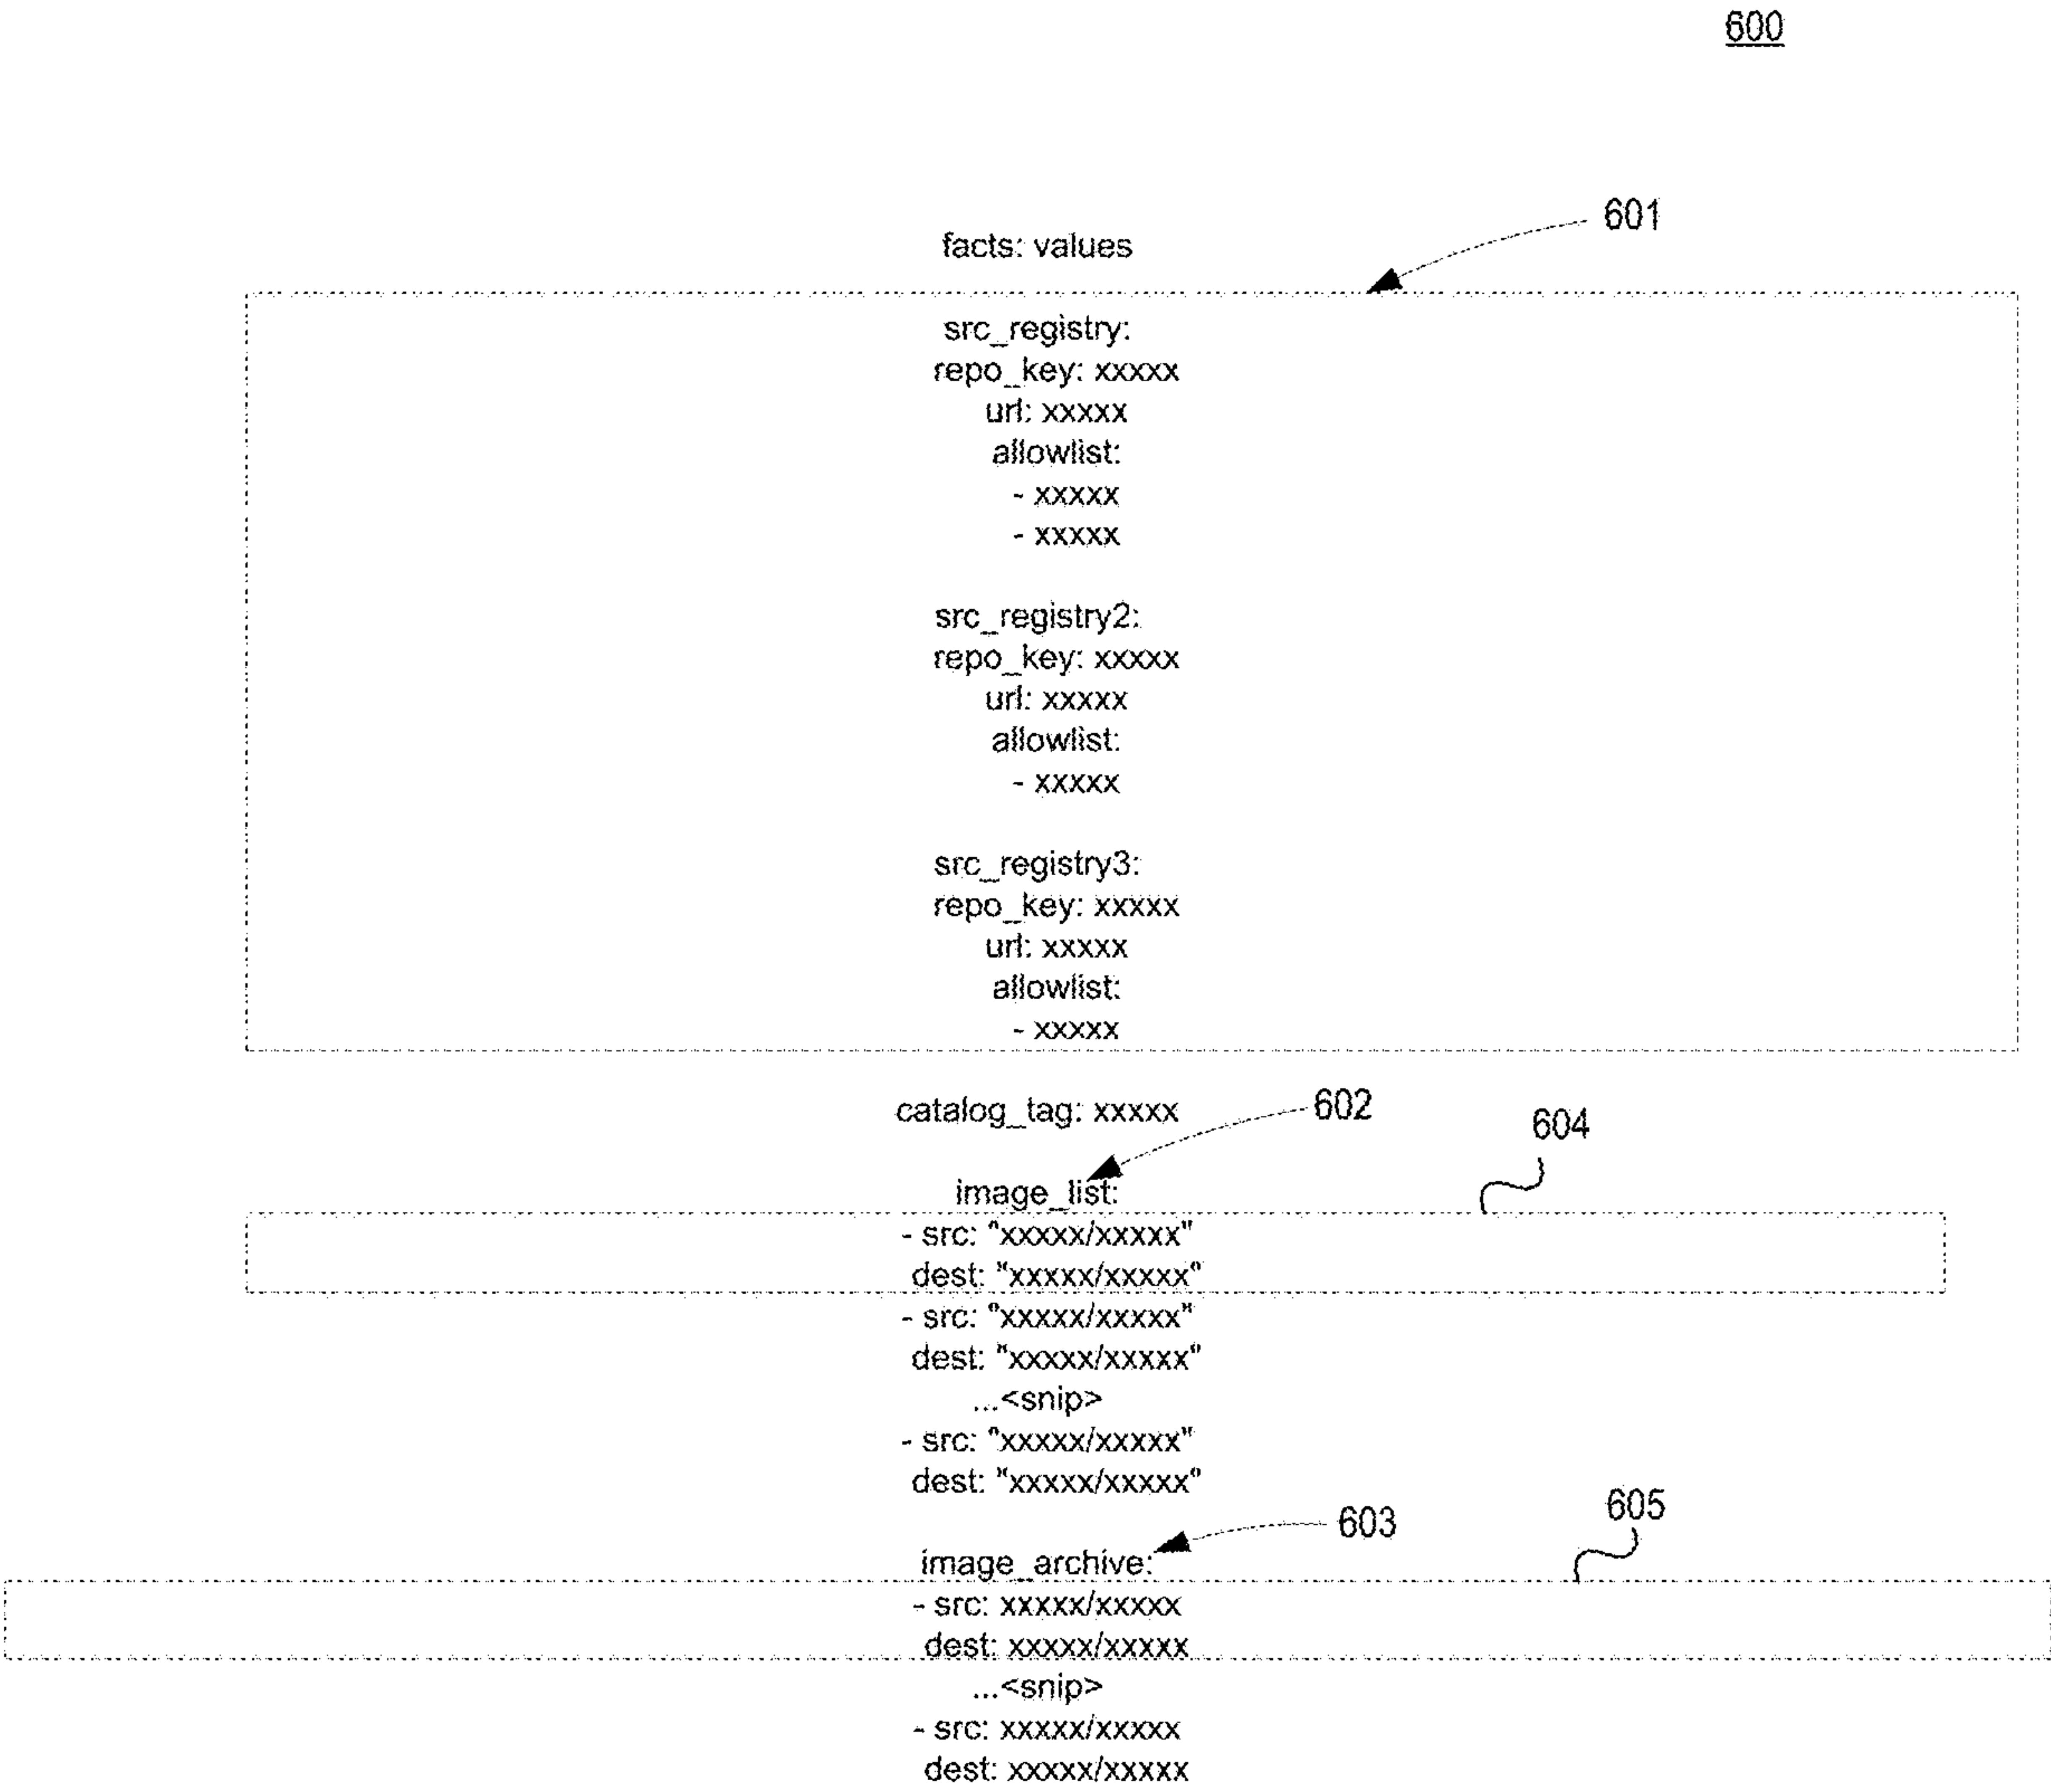 600
601
facts: values
src_registry:
repo_key: xxxxx
url: xxxxx
allowlist:
- xxxxx
- xxxxx
src_registry2:
repo_key: xxxxx
url: xxxxx
allowlist:
- xxxxx
src_registry3:
repo_key: xxxxx
url: xxxxx
allowlist:
- xxxxx
catalog_tag: xxxxx
602
604
image_list:
- src: "xxxxx/xxxxx"
dest: "xxxxx/xxxxx"
- src: "xxxxx/xxxxx"
dest: "xxxxx/xxxxx"
...<snip>
- src: "xxxxx/xxxxx"
dest: "xxxxx/xxxxx"
605
603
image_archive:
- src: xxxxx/xxxxx
dest: xxxxx/xxxxx
...<snip>
- src: xxxxx/xxxxx
dest: xxxxx/xxxxx